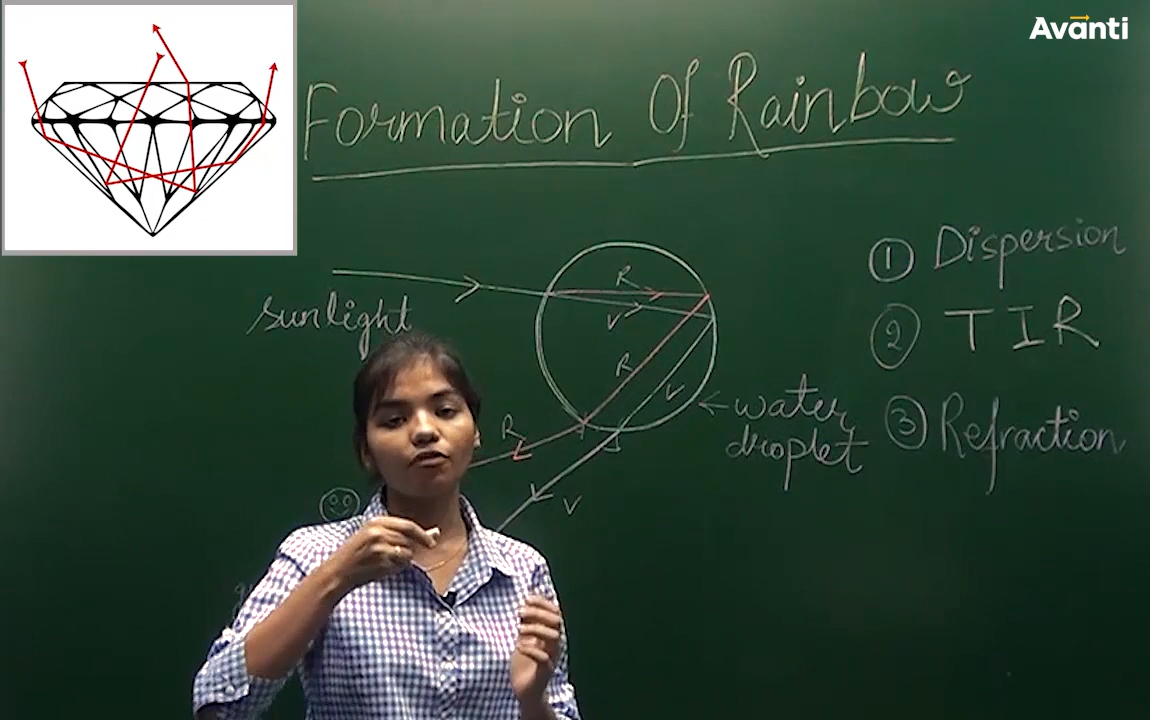 Avanti
Formation Of Rainbow
sunlight
R
V
R
V
R
V
water
droplet
① Dispersion
② TIR
③ Refraction